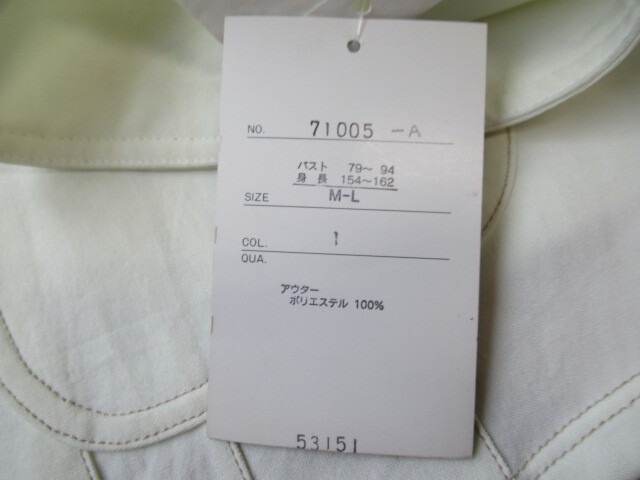 NO. 71005 -A
バスト 79〜 94
身 長 154〜162
SIZE M-L
COL. 1
QUA.
アウター
ポリエステル 100%
53151